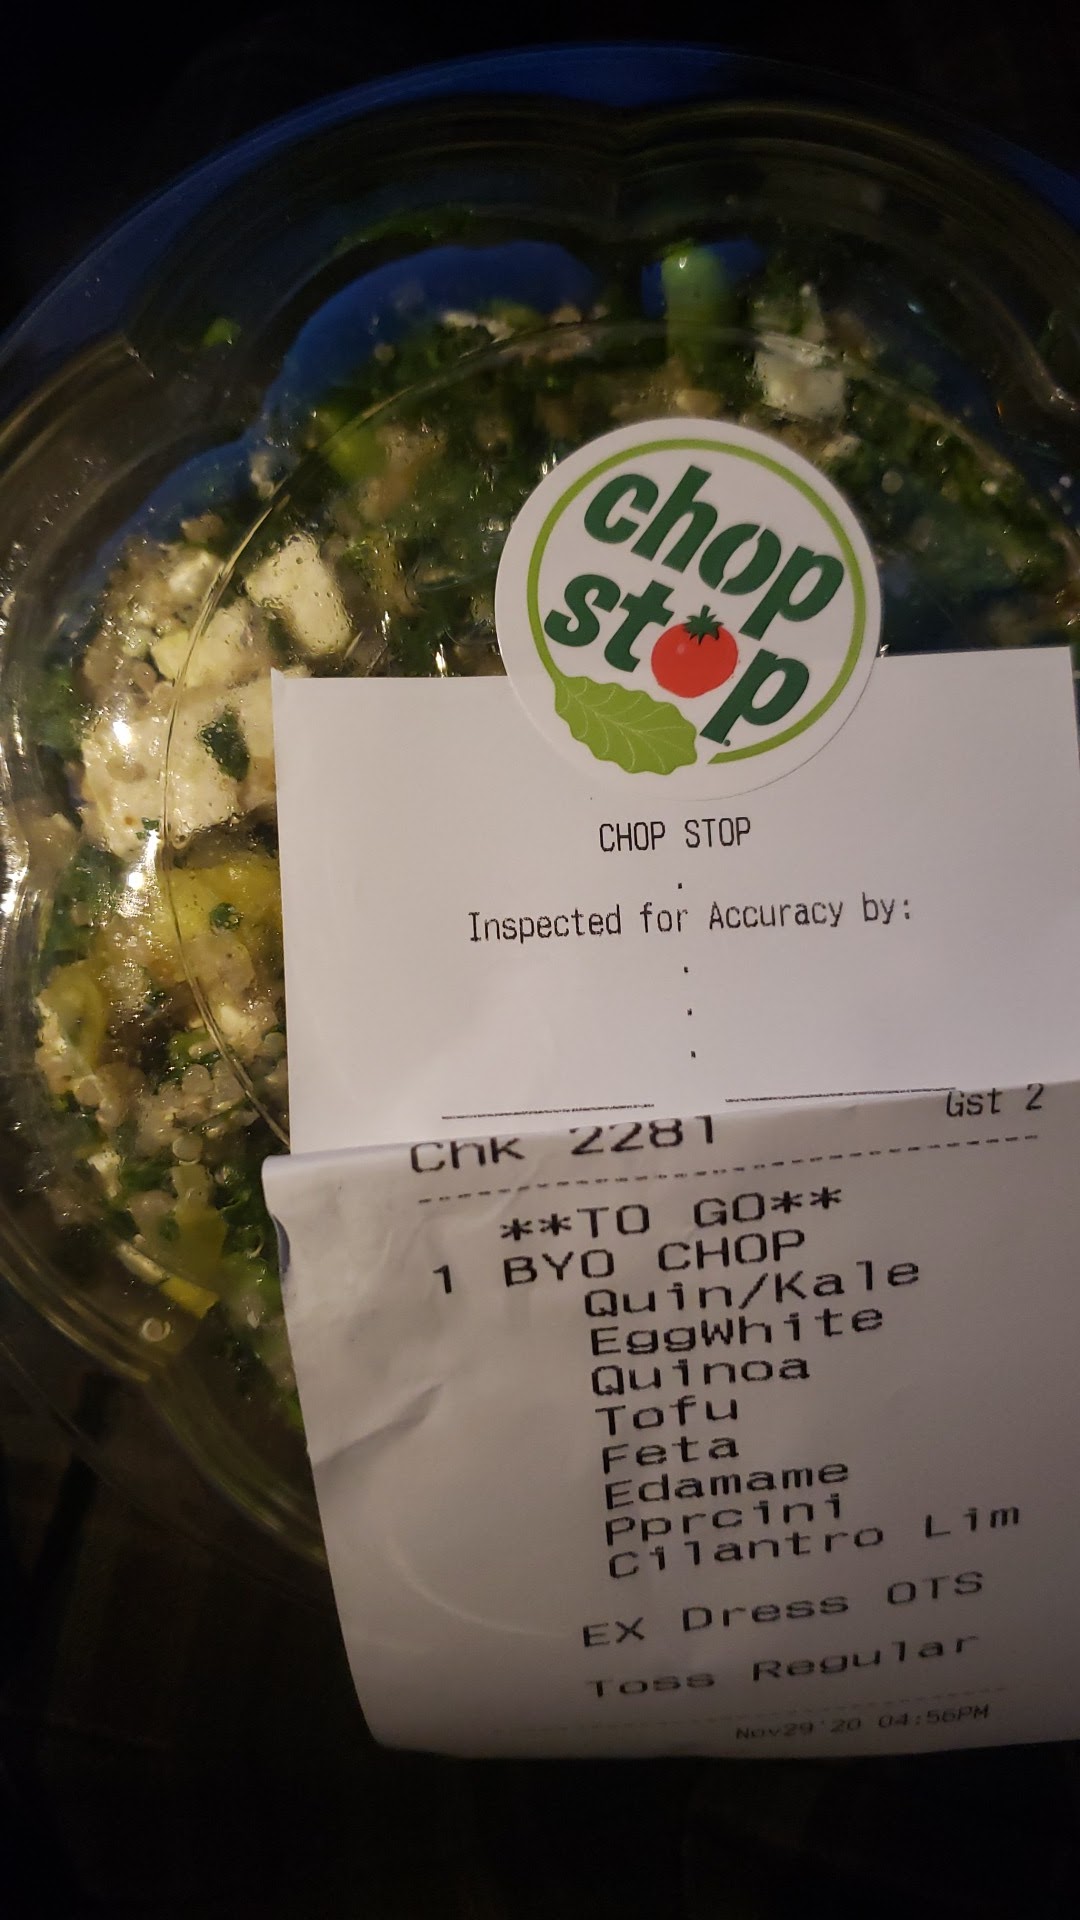 chop
stop
CHOP STOP
.
Inspected for Accuracy by:
.
.
.
Chk 2281 Gst 2
**TO GO**
1 BYO CHOP
Quin/Kale
EggWhite
Quinoa
Tofu
Feta
Edamame
Pprcini
Cilantro Lim
EX Dress OTS
Toss Regular
Nov29'20 04:56PM